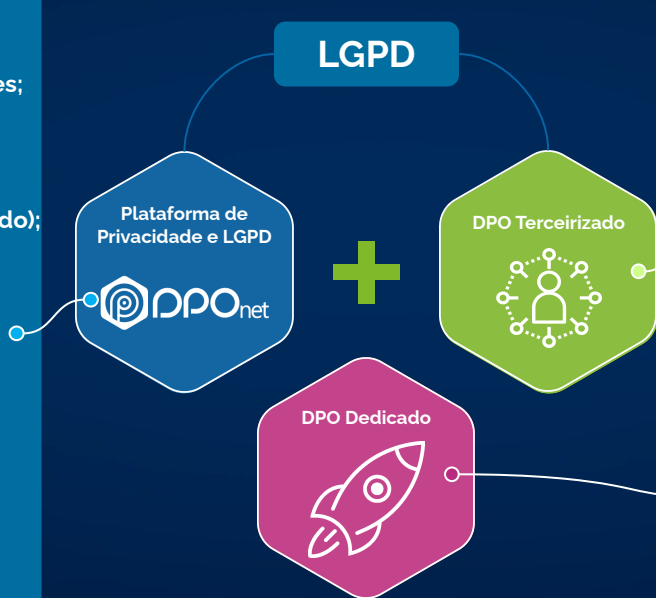 LGPD
es;
do);
Plataforma de
Privacidade e LGPD
DPOnet
DPO Terceirizado
DPO Dedicado